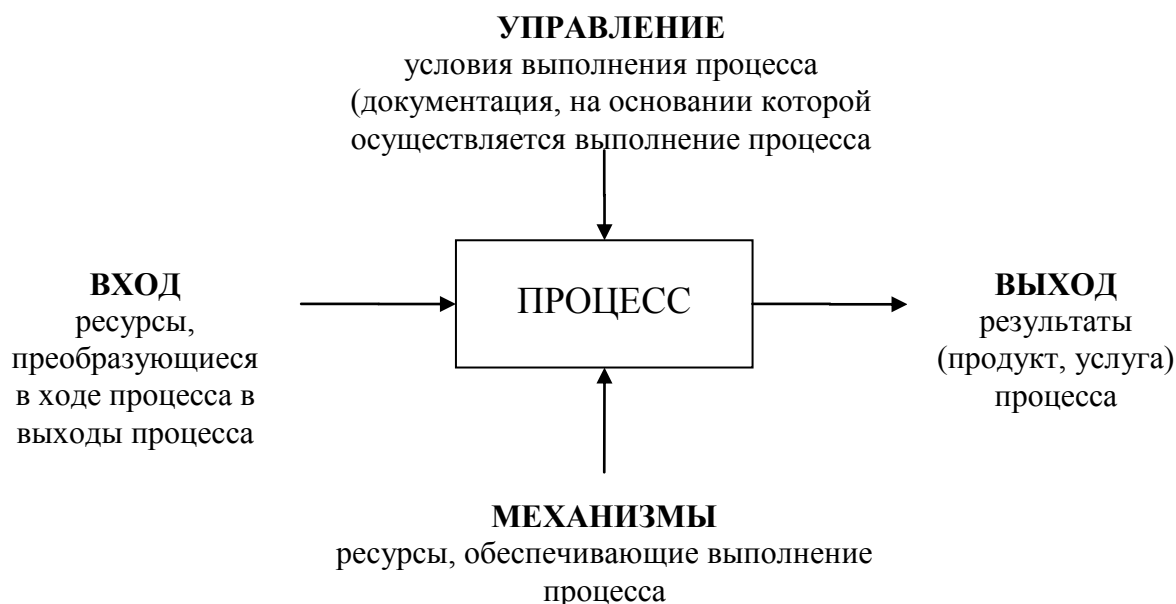 УПРАВЛЕНИЕ
условия выполнения процесса
(документация, на основании которой
осуществляется выполнение процесса
ВХОД
ресурсы,
преобразующиеся
в ходе процесса в
выходы процесса
ПРОЦЕСС
ВЫХОД
результаты
(продукт, услуга)
процесса
МЕХАНИЗМЫ
ресурсы, обеспечивающие выполнение
процесса